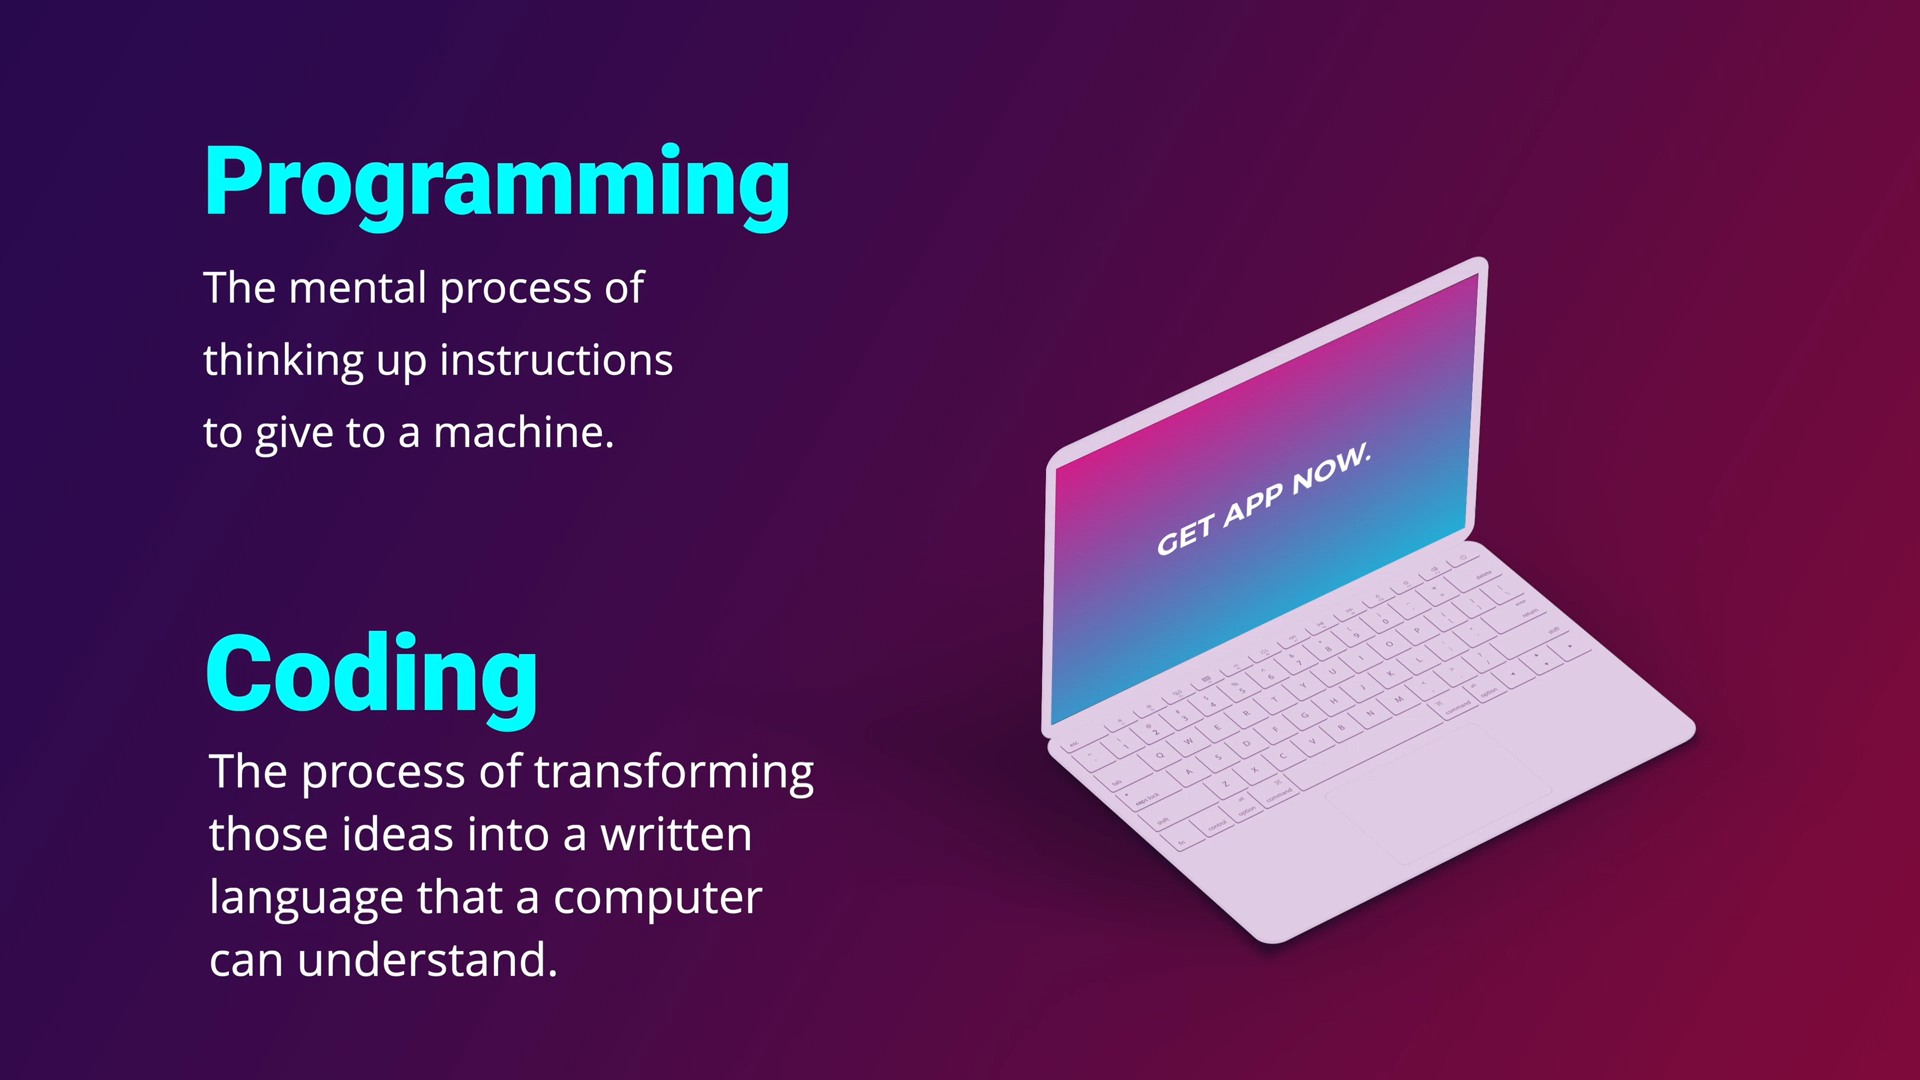 Programming
The mental process of
thinking up instructions
to give to a machine.
Coding
The process of transforming
those ideas into a written
language that a computer
can understand.
GET APP NOW.